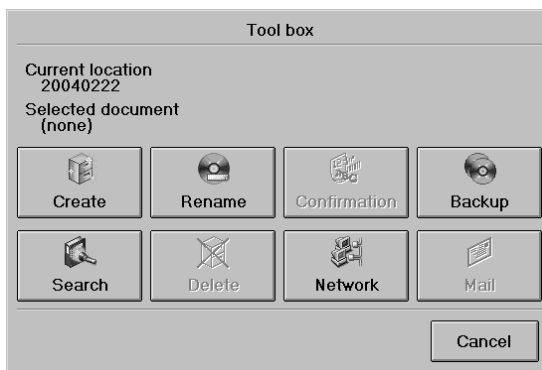 Tool box
Current location
20040222
Selected document
(none)
Create Rename Confirmation Backup
Search Delete Network Mail
Cancel